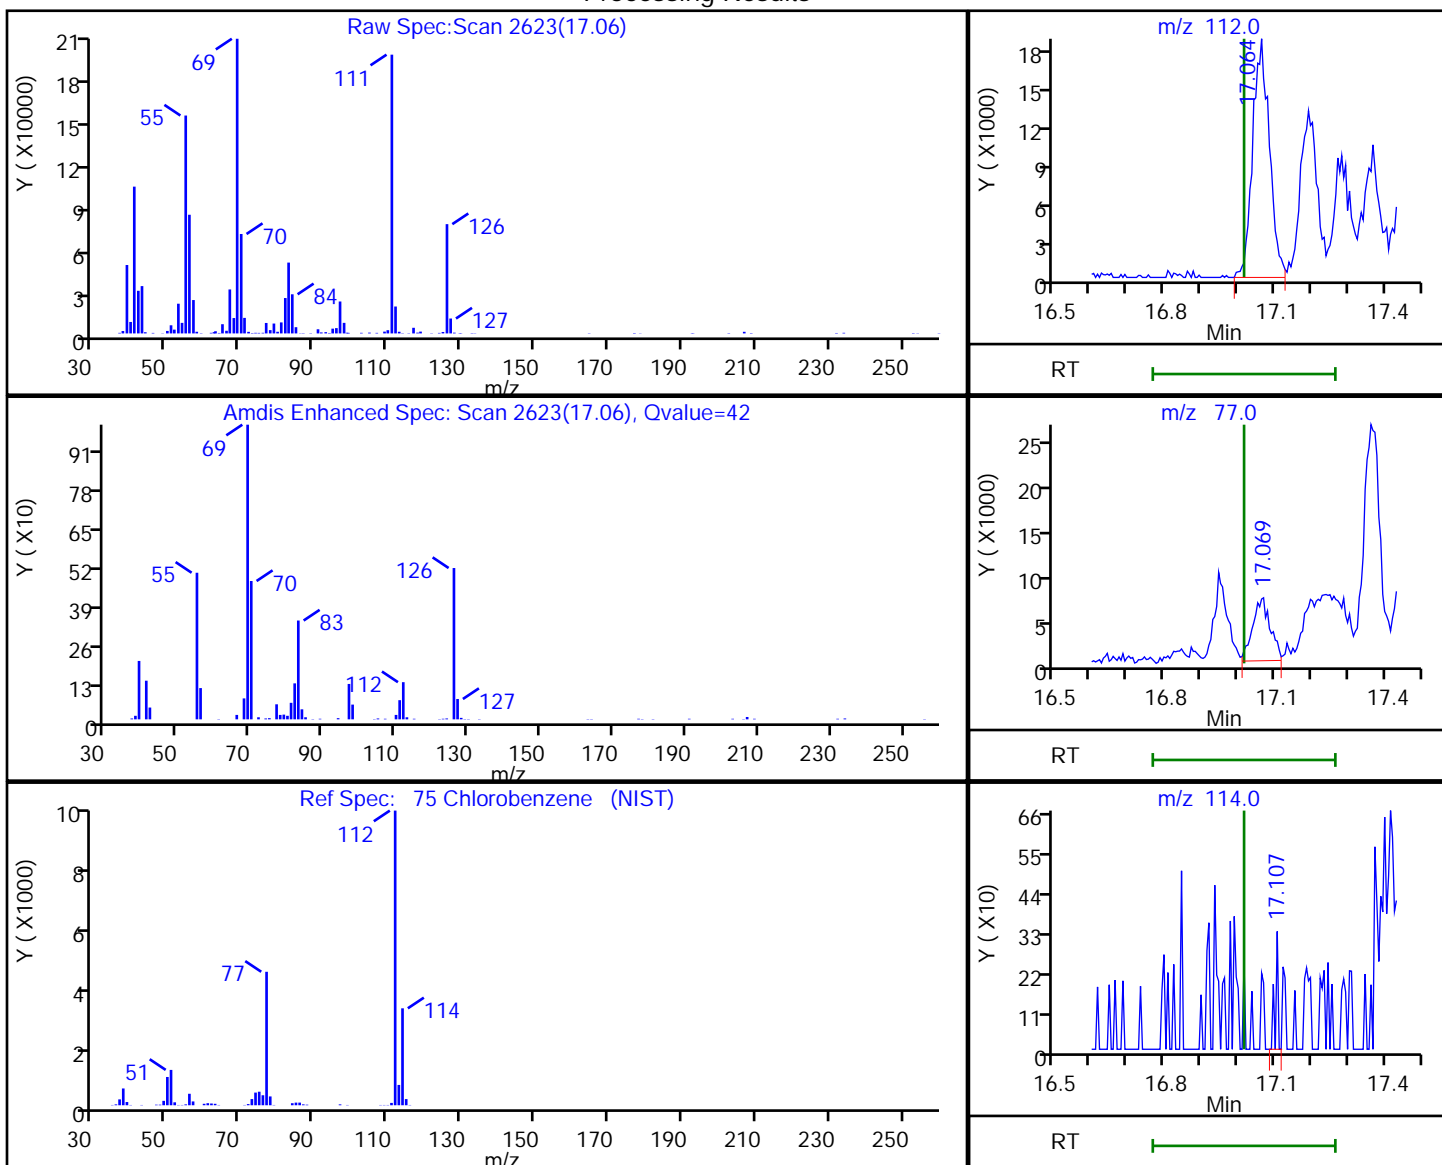 Processing Results
Raw Spec:Scan 2623(17.06)
Y ( X10000)
21
18
15
12
9
6
3
0
69
55
111
70
84
126
127
30 50 70 90 110 130 150 170 190 210 230 250
m/z
m/z 112.0
Y ( X1000)
18
15
12
9
6
3
0
17.064
16.5 16.8 17.1 17.4
Min
RT
Amdis Enhanced Spec: Scan 2623(17.06), Qvalue=42
Y ( X10)
91
78
65
52
39
26
13
0
69
55
70
83
112
126
127
30 50 70 90 110 130 150 170 190 210 230 250
m/z
m/z 77.0
Y ( X1000)
25
20
15
10
5
0
17.069
16.5 16.8 17.1 17.4
Min
RT
Ref Spec: 75 Chlorobenzene (NIST)
Y ( X1000)
10
8
6
4
2
0
112
77
114
51
30 50 70 90 110 130 150 170 190 210 230 250
m/z
m/z 114.0
Y ( X10)
66
55
44
33
22
11
0
17.107
16.5 16.8 17.1 17.4
Min
RT